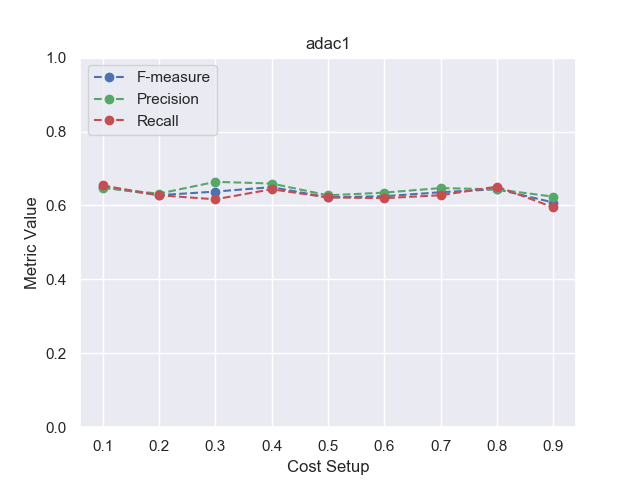 adac1
1.0
0.8
0.6
0.4
0.2
0.0
Metric Value
F-measure
Precision
Recall
0.1 0.2 0.3 0.4 0.5 0.6 0.7 0.8 0.9
Cost Setup